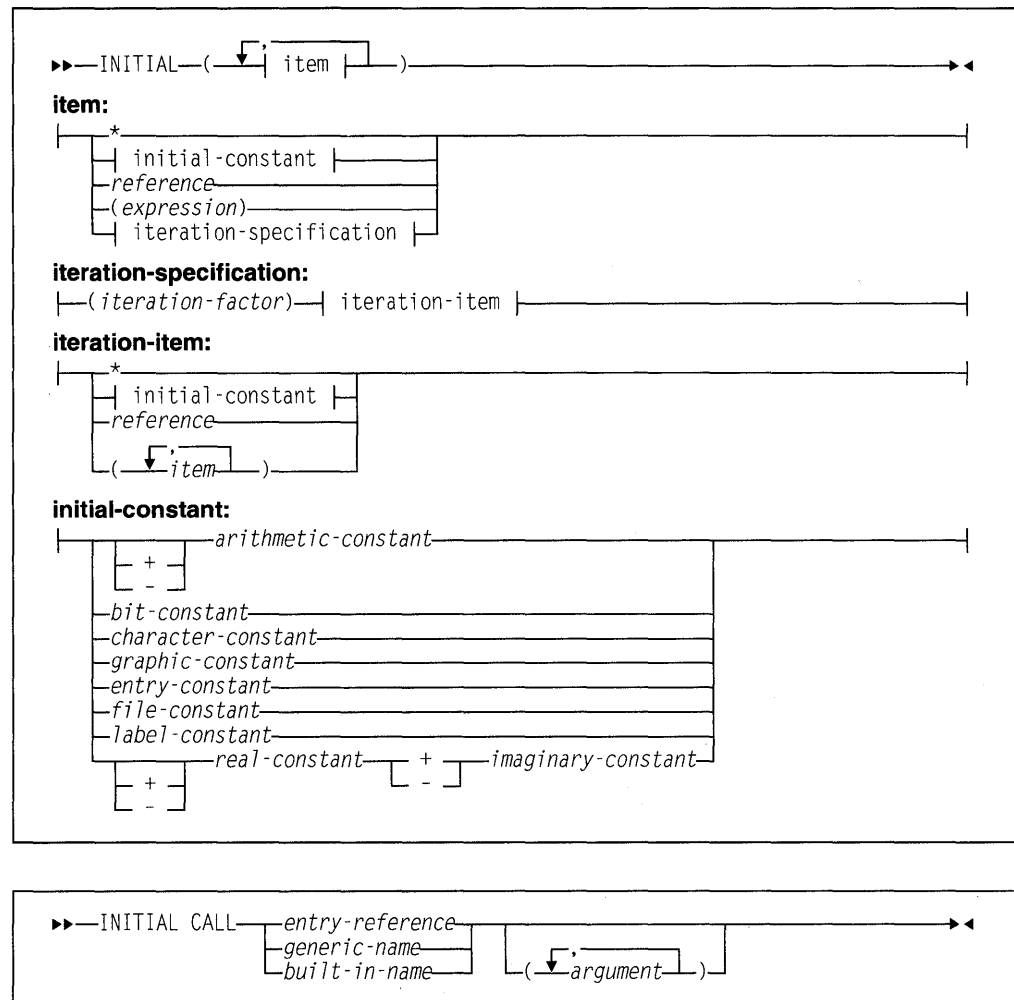 INITIAL ( , item )
item:
*
initial-constant
reference
(expression)
iteration-specification
iteration-specification:
(iteration-factor) iteration-item
iteration-item:
*
initial-constant
reference
( , item )
initial-constant:
arithmetic-constant
+
-
bit-constant
character-constant
graphic-constant
entry-constant
file-constant
label-constant
real-constant + imaginary-constant
+ -
-
INITIAL CALL entry-reference
generic-name ,
built-in-name ( argument )